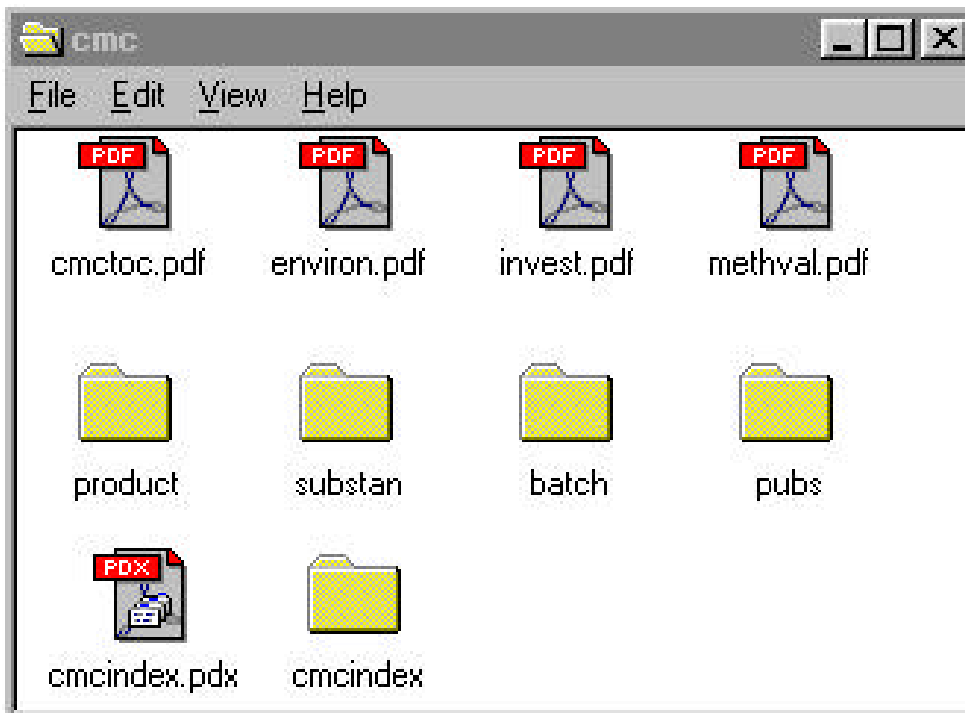 cmc
File Edit View Help
PDF PDF PDF PDF
cmctoc.pdf environ.pdf invest.pdf methval.pdf
product substan batch pubs
PDX
cmcindex.pdx cmcindex